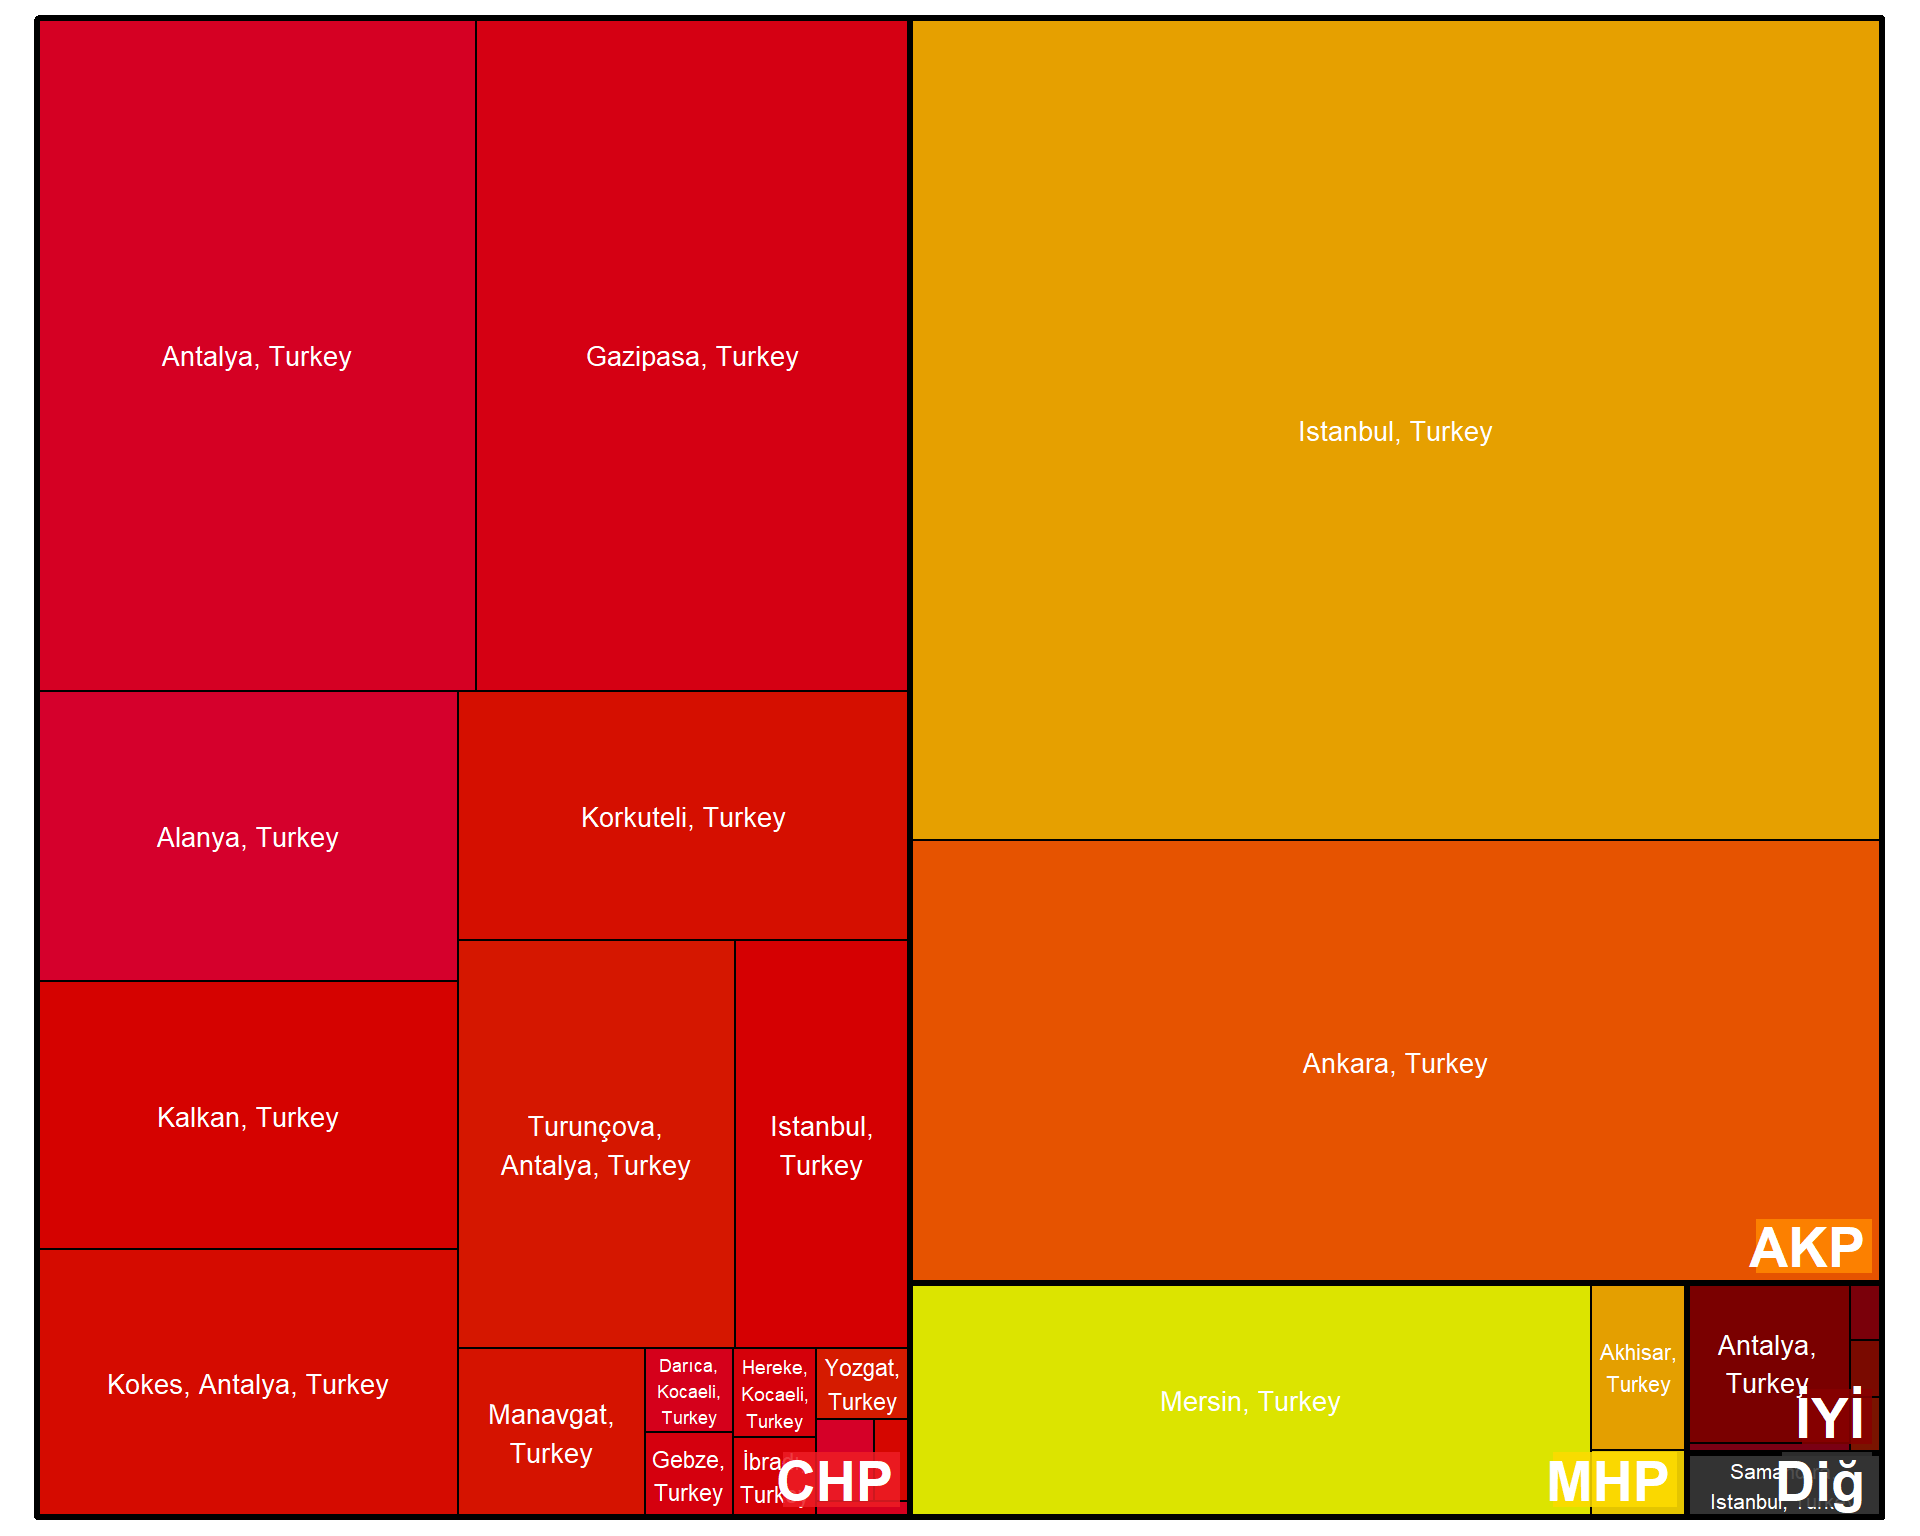 Antalya, Turkey
Gazipasa, Turkey
Istanbul, Turkey
Alanya, Turkey
Korkuteli, Turkey
Kalkan, Turkey
Turunçova,
Antalya, Turkey
Istanbul,
Turkey
Ankara, Turkey
AKP
Kokes, Antalya, Turkey
Manavgat,
Turkey
Darıca,
Kocaeli,
Turkey
Hereke,
Kocaeli,
Turkey
Yozgat,
Turkey
Gebze,
Turkey
CHP
Mersin, Turkey
Akhisar,
Turkey
MHP
Antalya,
Turkey
İYİ
Istanbul,
Diğ